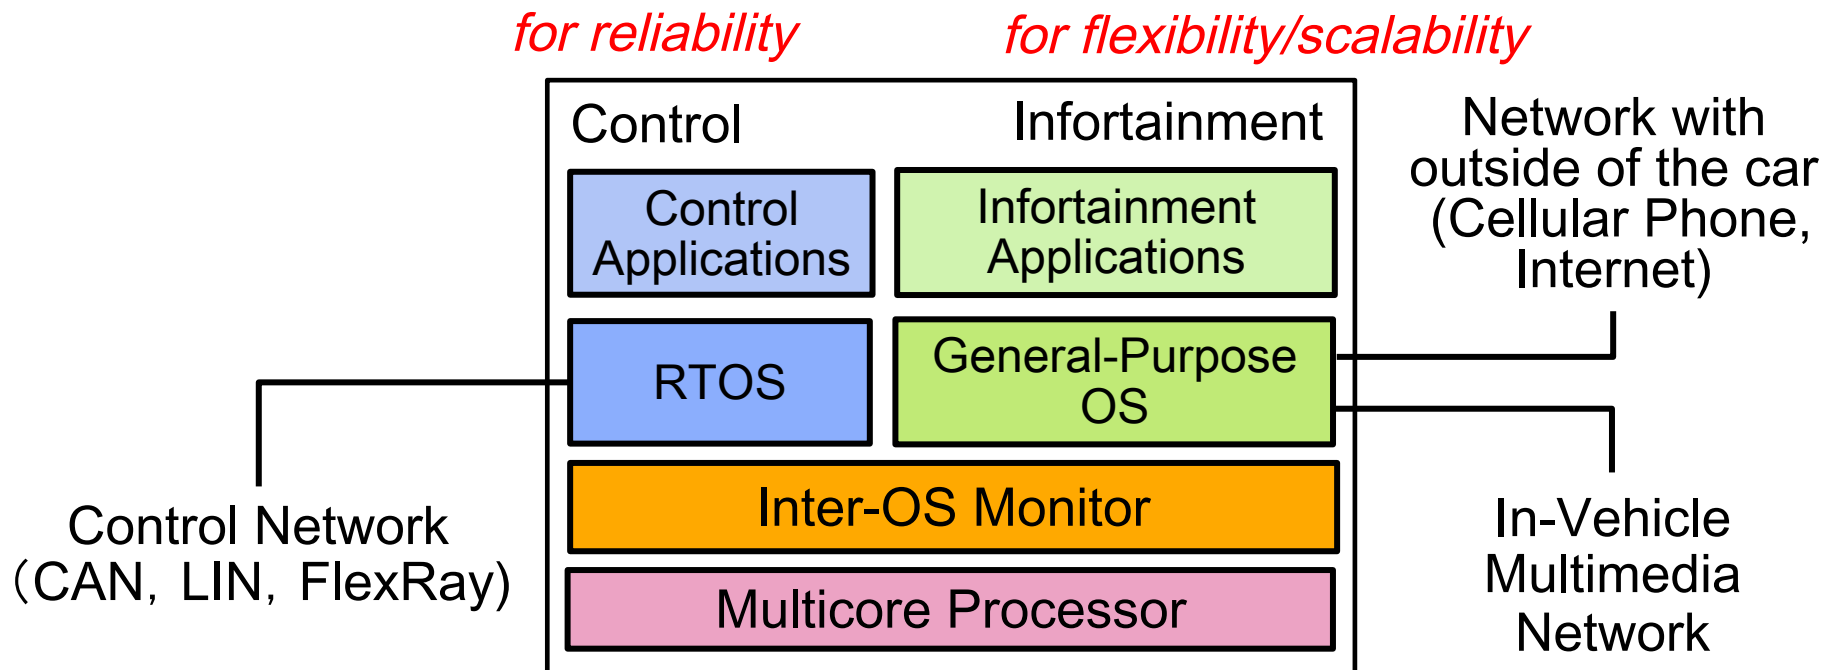 for reliability
for flexibility/scalability
Control
Infortainment
Control
Applications
Infortainment
Applications
Network with
outside of the car
(Cellular Phone,
Internet)
RTOS
General-Purpose
OS
Inter-OS Monitor
Multicore Processor
Control Network
（CAN, LIN, FlexRay)
In-Vehicle
Multimedia
Network